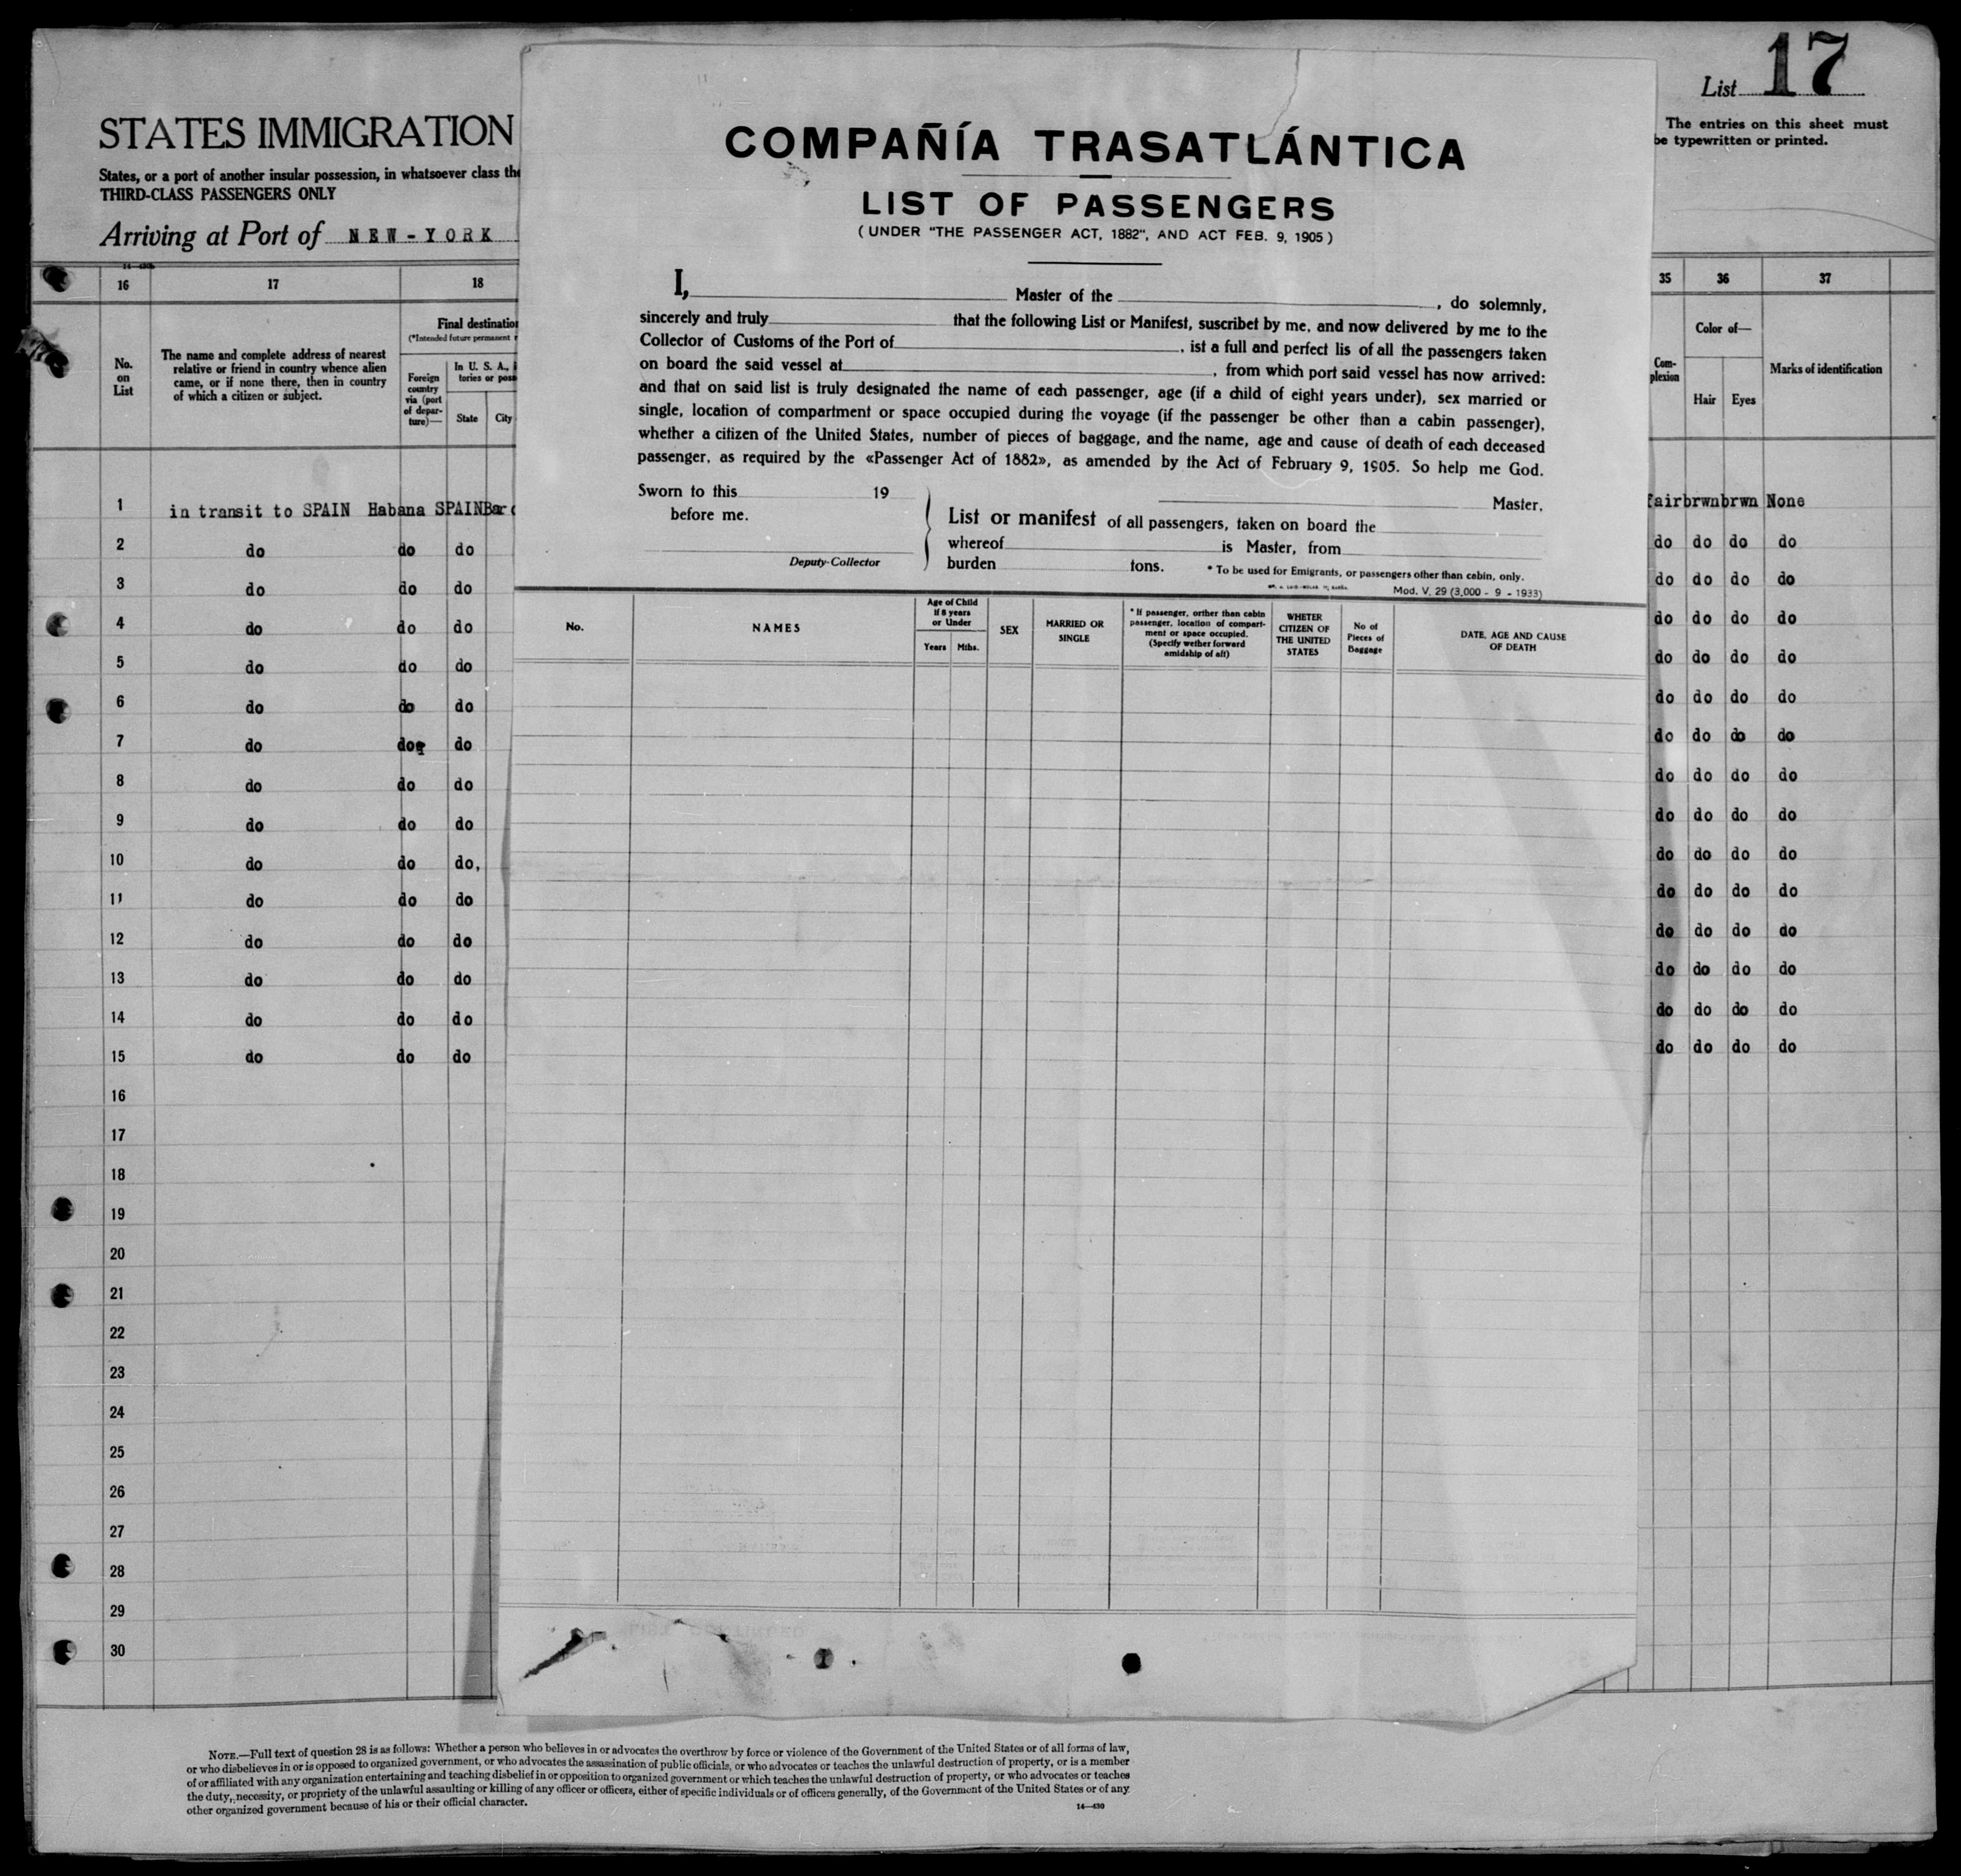 List 17
The entries on this sheet must
be typewritten or printed.
STATES IMMIGRATION
States, or a port of another insular possession, in whatsoever class the
THIRD-CLASS PASSENGERS ONLY
Arriving at Port of NEW-YORK
16 17 18
No. on List
The name and complete address of nearest
relative or friend in country whence alien
came, or if none there, then in country
of which a citizen or subject.
Final destination
(*Intended future permanent
Foreign
country
via (port
of depar-
ture)—
In U. S. A.,
State City
1 in transit to SPAIN Habana SPAIN Bar
2 do do do
3 do do do
4 do do do
5 do do do
6 do do do
7 do do do
8 do do do
9 do do do
10 do do do,
11 do do do
12 do do do
13 do do do
14 do do do
15 do do do
16
17
18
19
20
21
22
23
24
25
26
27
28
29
30
COMPAÑÍA TRASATLÁNTICA
LIST OF PASSENGERS
(UNDER "THE PASSENGER ACT, 1882", AND ACT FEB. 9, 1905)
I, Master of the , do solemnly,
sincerely and truly that the following List or Manifest, suscribet by me, and now delivered by me to the
Collector of Customs of the Port of , ist a full and perfect lis of all the passengers taken
on board the said vessel at , from which port said vessel has now arrived:
and that on said list is truly designated the name of each passenger, age (if a child of eight years under), sex married or
single, location of compartment or space occupied during the voyage (if the passenger be other than a cabin passenger),
whether a citizen of the United States, number of pieces of baggage, and the name, age and cause of death of each deceased
passenger, as required by the «Passenger Act of 1882», as amended by the Act of February 9, 1905. So help me God.
Sworn to this 19
before me.
Deputy-Collector
Master,
List or manifest of all passengers, taken on board the
whereof is Master, from
burden tons. * To be used for Emigrants, or passengers other than cabin, only.
Mod. V. 29 (3,000 - 9 - 1933)
No.
NAMES
Age of Child
if 8 years
or Under
Years Mths.
SEX
MARRIED OR
SINGLE
* If passenger, orther than cabin
passenger, location of compart-
ment or space occupied.
(Specify wether forward
amidship of aft)
WHETER
CITIZEN OF
THE UNITED
STATES
No of
Pieces of
Baggage
DATE, AGE AND CAUSE
OF DEATH
35 36 37
Com-
plexion
Color of—
Hair Eyes
Marks of identification
fair brwn brwn None
do do do do
do do do do
do do do do
do do do do
do do do do
do do do do
do do do do
do do do do
do do do do
do do do do
do do do do
do do do do
do do do do
do do do do
NOTE.—Full text of question 28 is as follows: Whether a person who believes in or advocates the overthrow by force or violence of the Government of the United States or of all forms of law,
or who disbelieves in or is opposed to organized government, or who advocates the assassination of public officials, or who advocates or teaches the unlawful destruction of property, or is a member
of or affiliated with any organization entertaining and teaching disbelief in or opposition to organized government or which teaches the unlawful destruction of property, or who advocates or teaches
the duty, necessity, or propriety of the unlawful assaulting or killing of any officer or officers, either of specific individuals or of officers generally, of the Government of the United States or of any
other organized government because of his or their official character.
14—430